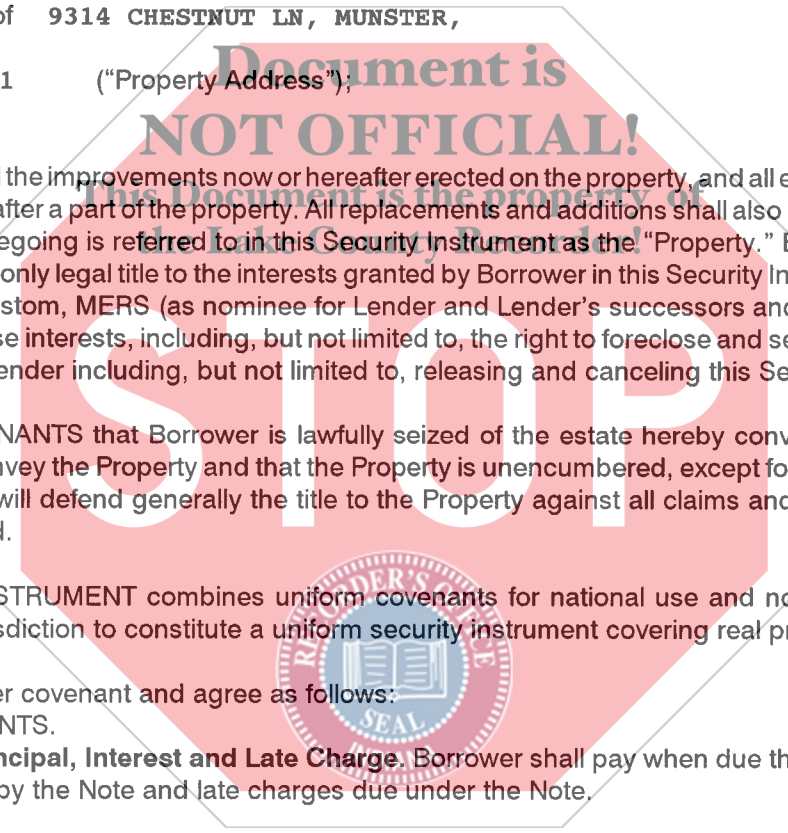 of 9314 CHESTNUT LN, MUNSTER,
Document is
1 ("Property Address");
NOT OFFICIAL!
the improvements now or hereafter erected on the property, and all e
This Document is the property of
after a part of the property. All replacements and additions shall also
the Lake County Recorder!
egoing is referred to in this Security Instrument as the "Property." B
only legal title to the interests granted by Borrower in this Security In
stom, MERS (as nominee for Lender and Lender's successors and
se interests, including, but not limited to, the right to foreclose and se
ender including, but not limited to, releasing and canceling this Se
STOP
NANTS that Borrower is lawfully seized of the estate hereby conv
nvey the Property and that the Property is unencumbered, except fo
will defend generally the title to the Property against all claims and
d.
STRUMENT combines uniform covenants for national use and no
sdiction to constitute a uniform security instrument covering real pr
RECORDER'S OFFICE
SEAL
er covenant and agree as follows:
NTS.
ncipal, Interest and Late Charge. Borrower shall pay when due th
by the Note and late charges due under the Note.